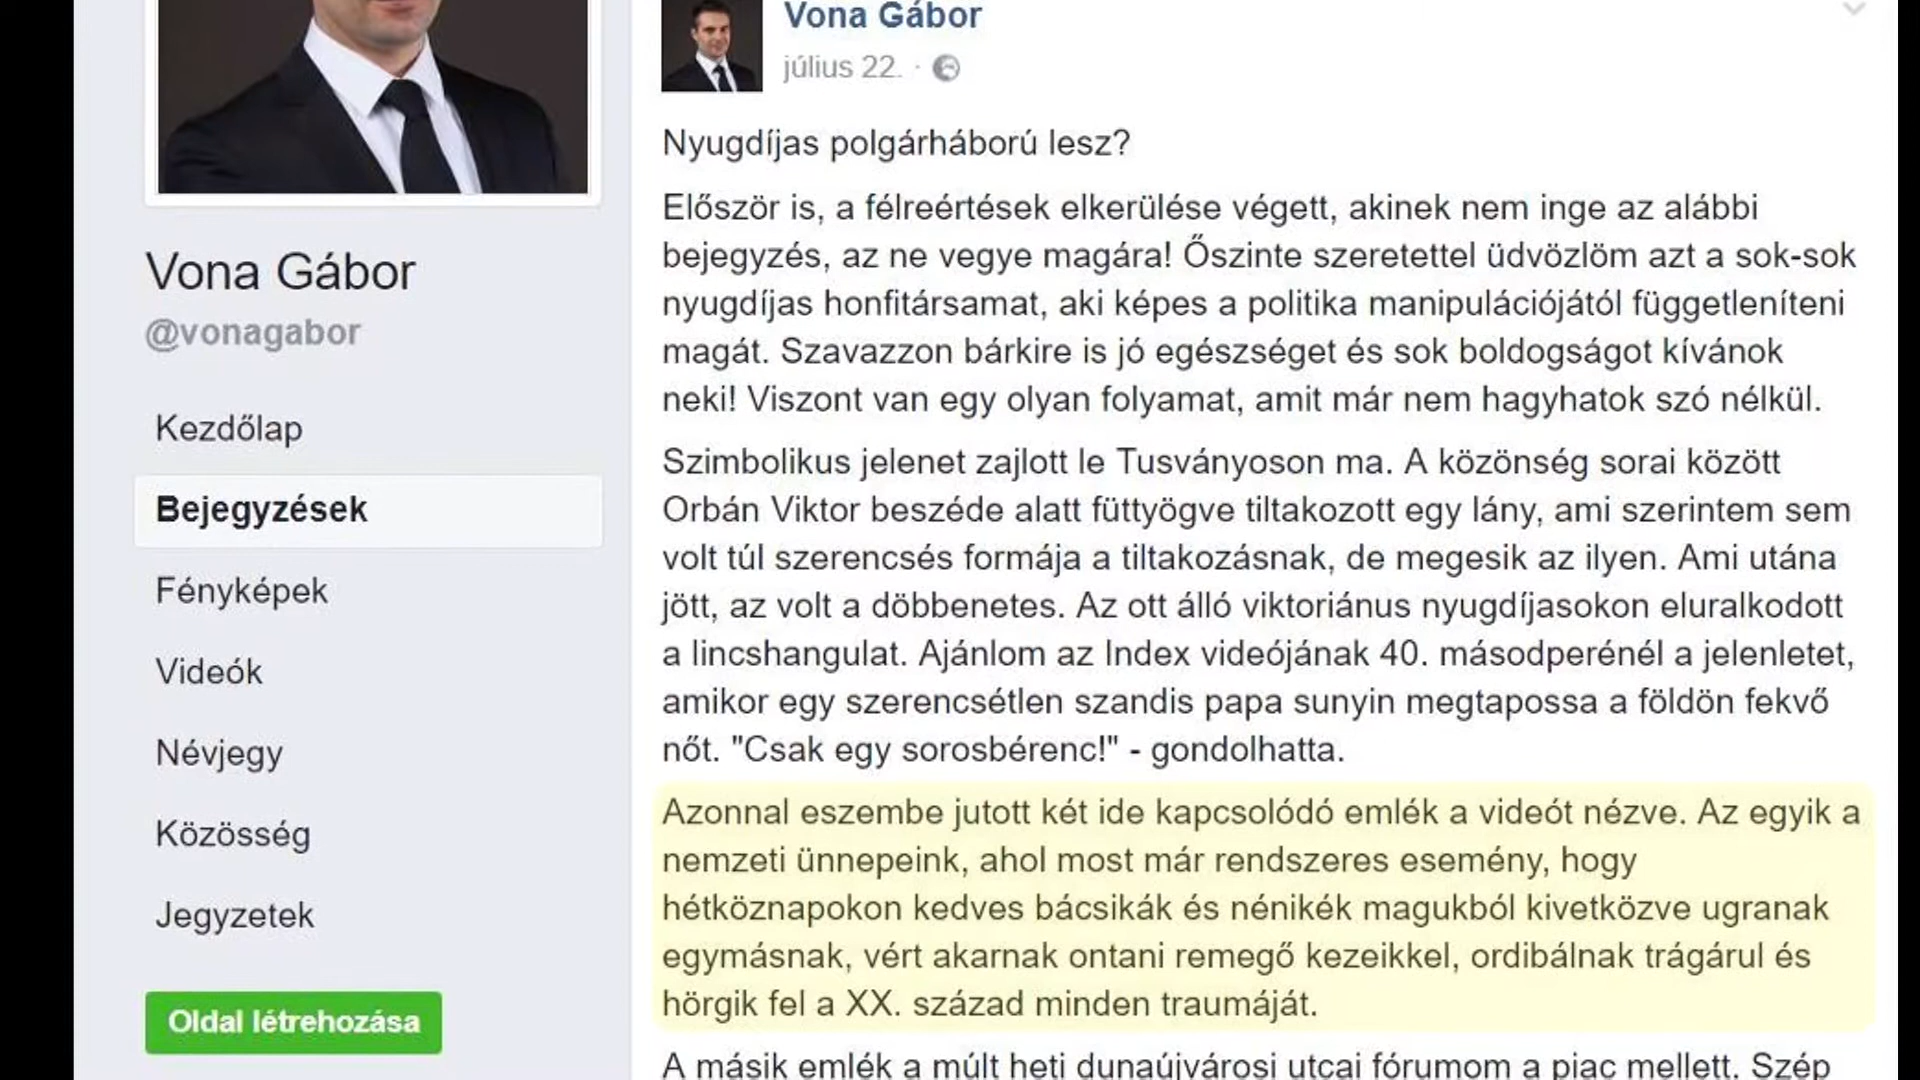 Vona Gábor
@vonagabor
Kezdőlap
Bejegyzések
Fényképek
Videók
Névjegy
Közösség
Jegyzetek
Oldal létrehozása
Vona Gábor
július 22. ·
Nyugdíjas polgárháború lesz?
Először is, a félreértések elkerülése végett, akinek nem inge az alábbi
bejegyzés, az ne vegye magára! Őszinte szeretettel üdvözlöm azt a sok-sok
nyugdíjas honfitársamat, aki képes a politika manipulációjától függetleníteni
magát. Szavazzon bárkire is jó egészséget és sok boldogságot kívánok
neki! Viszont van egy olyan folyamat, amit már nem hagyhatok szó nélkül.
Szimbolikus jelenet zajlott le Tusványoson ma. A közönség sorai között
Orbán Viktor beszéde alatt füttyögve tiltakozott egy lány, ami szerintem sem
volt túl szerencsés formája a tiltakozásnak, de megesik az ilyen. Ami utána
jött, az volt a döbbenetes. Az ott álló viktoriánus nyugdíjasokon eluralkodott
a lincshangulat. Ajánlom az Index videójának 40. másodperénél a jelenletet,
amikor egy szerencsétlen szandis papa sunyin megtapossa a földön fekvő
nőt. "Csak egy sorosbérenc!" - gondolhatta.
Azonnal eszembe jutott két ide kapcsolódó emlék a videót nézve. Az egyik a
nemzeti ünnepeink, ahol most már rendszeres esemény, hogy
hétköznapokon kedves bácsikák és nénikék magukból kivetközve ugranak
egymásnak, vért akarnak ontani remegő kezeikkel, ordibálnak trágárul és
hörgik fel a XX. század minden traumáját.
A másik emlék a múlt heti dunaújvárosi utcai fórumom a piac mellett. Szép